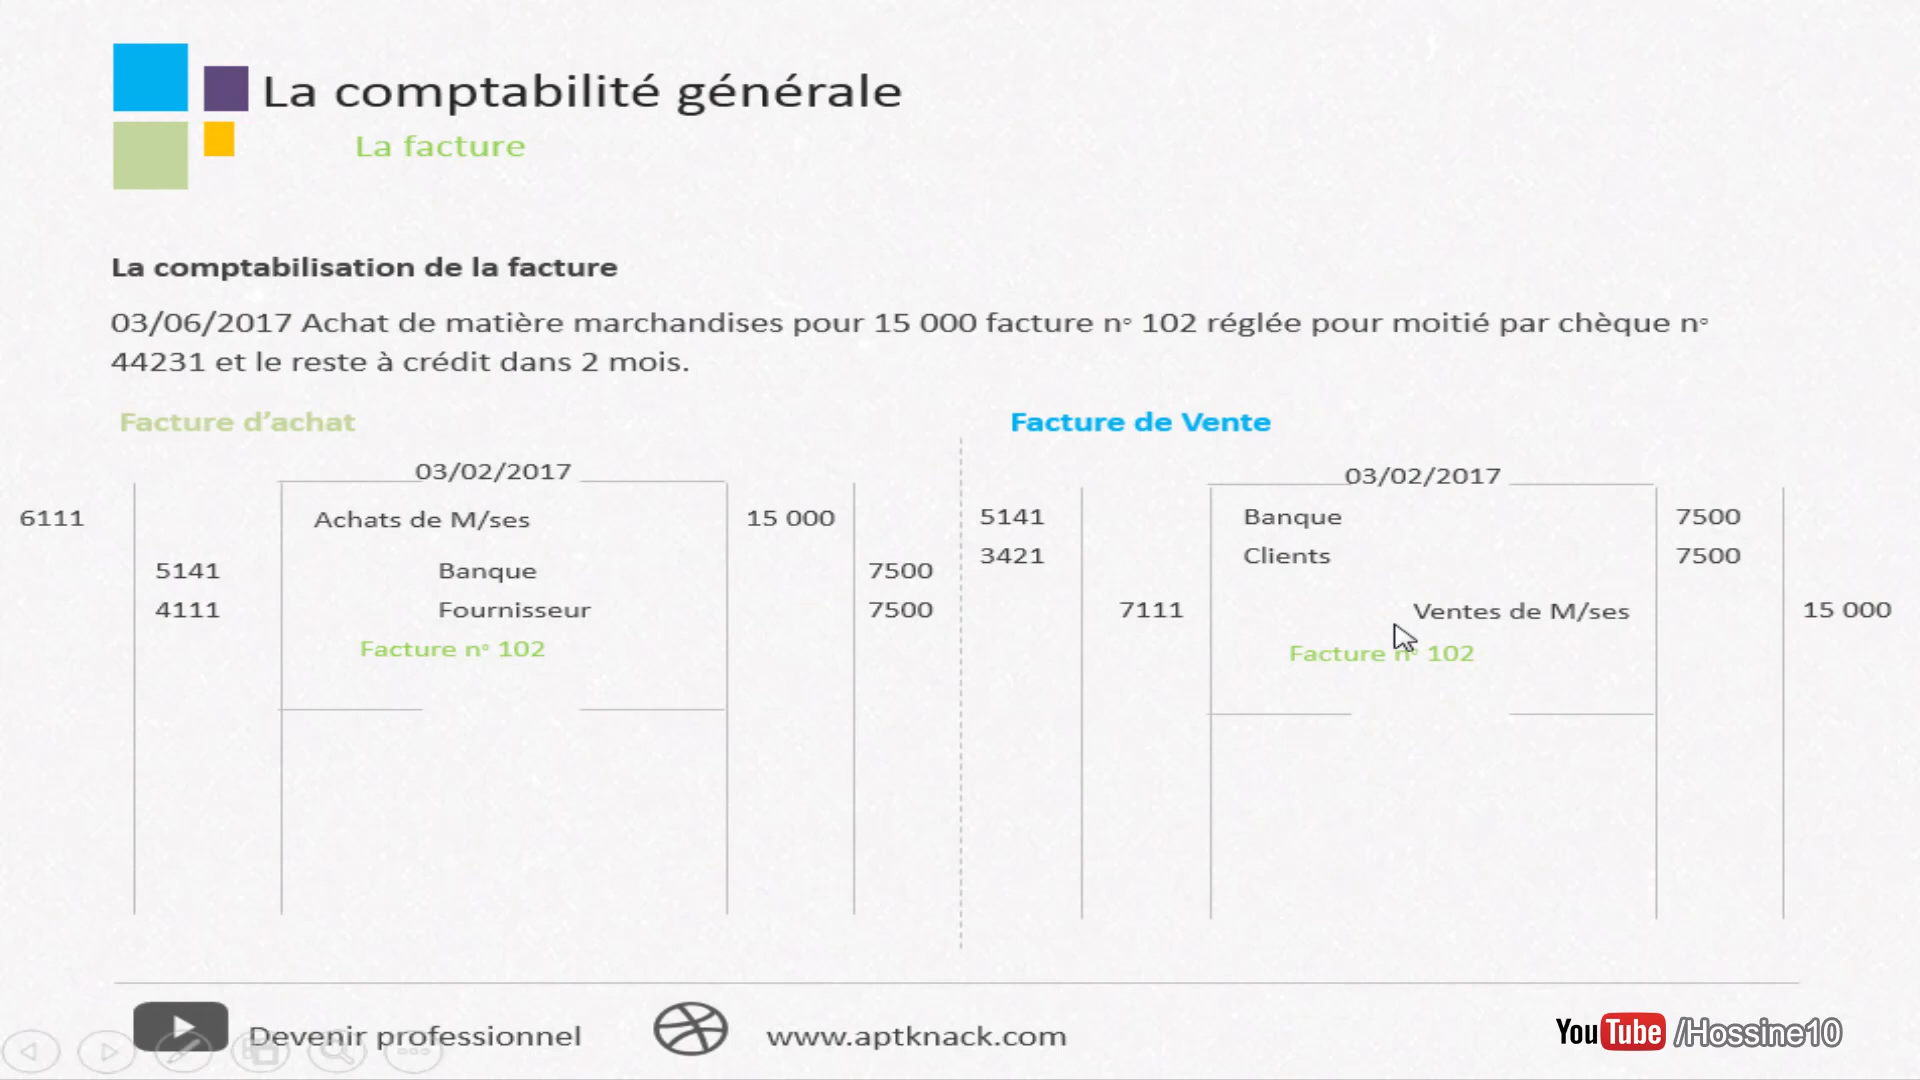 La comptabilité générale
La facture
La comptabilisation de la facture
03/06/2017 Achat de matière marchandises pour 15 000 facture n° 102 réglée pour moitié par chèque n°
44231 et le reste à crédit dans 2 mois.
Facture d’achat
03/02/2017
6111 Achats de M/ses 15 000
5141 Banque 7500
4111 Fournisseur 7500
Facture n° 102
Facture de Vente
03/02/2017
5141 Banque 7500
3421 Clients 7500
7111 Ventes de M/ses 15 000
Facture n° 102
Devenir professionnel
www.aptknack.com
YouTube /Hossine10